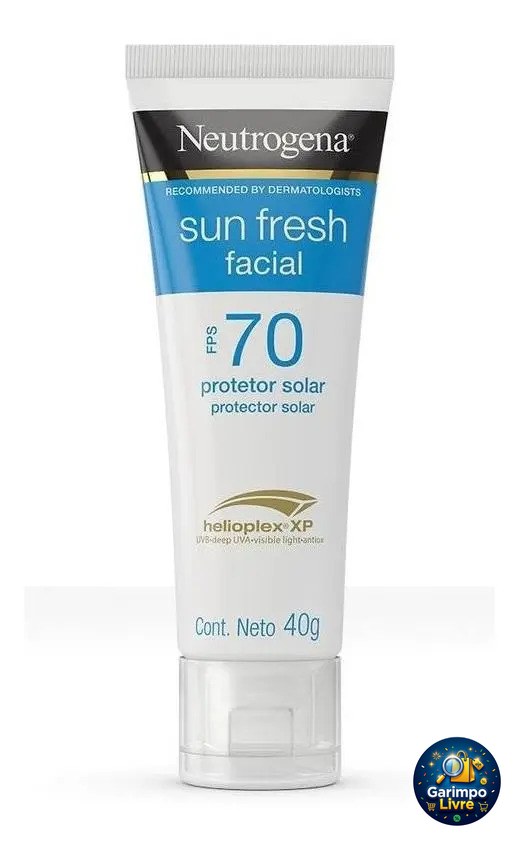 Neutrogena®
RECOMMENDED BY DERMATOLOGISTS
sun fresh
facial
FPS 70
protetor solar
protector solar
helioplex® XP
UVB•deep UVA•visible light•antiox
Cont. Neto 40g
Garimpo
Livre